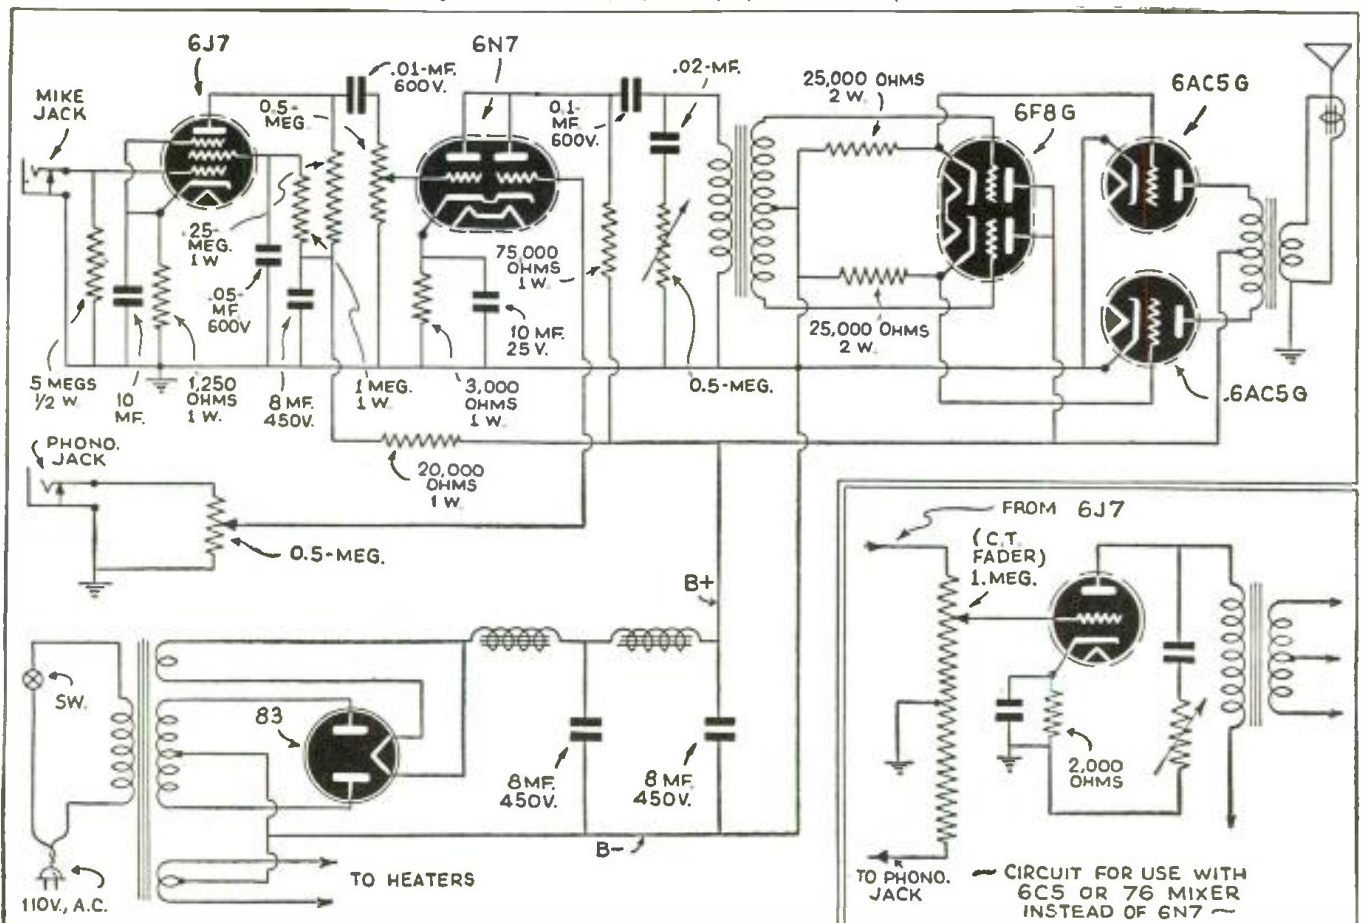 6J7
6N7
.01-MF.
600V.
.02-MF.
25,000 OHMS
2 W.
6F8G
6AC5G
MIKE
JACK
0.5-
MEG.
0.1-
MF.
600V.
.25-
MEG.
1 W
.05-
MF.
600V
75,000
OHMS
1 W.
10 MF.
25 V.
25,000 OHMS
2 W.
5 MEGS
1/2 W.
10
MF.
1,250
OHMS
1 W.
8 MF.
450V.
1 MEG.
1 W.
3,000
OHMS
1 W.
0.5-MEG.
.6AC5G
PHONO.
JACK
20,000
OHMS
1 W.
0.5-MEG.
B+
SW.
83
8 MF.
450V.
8 MF.
450V.
B-
TO HEATERS
110V., A.C.
FROM 6J7
(C.T.
FADER)
1. MEG.
2,000
OHMS
TO PHONO.
JACK
~ CIRCUIT FOR USE WITH
6C5 OR 76 MIXER
INSTEAD OF 6N7 ~